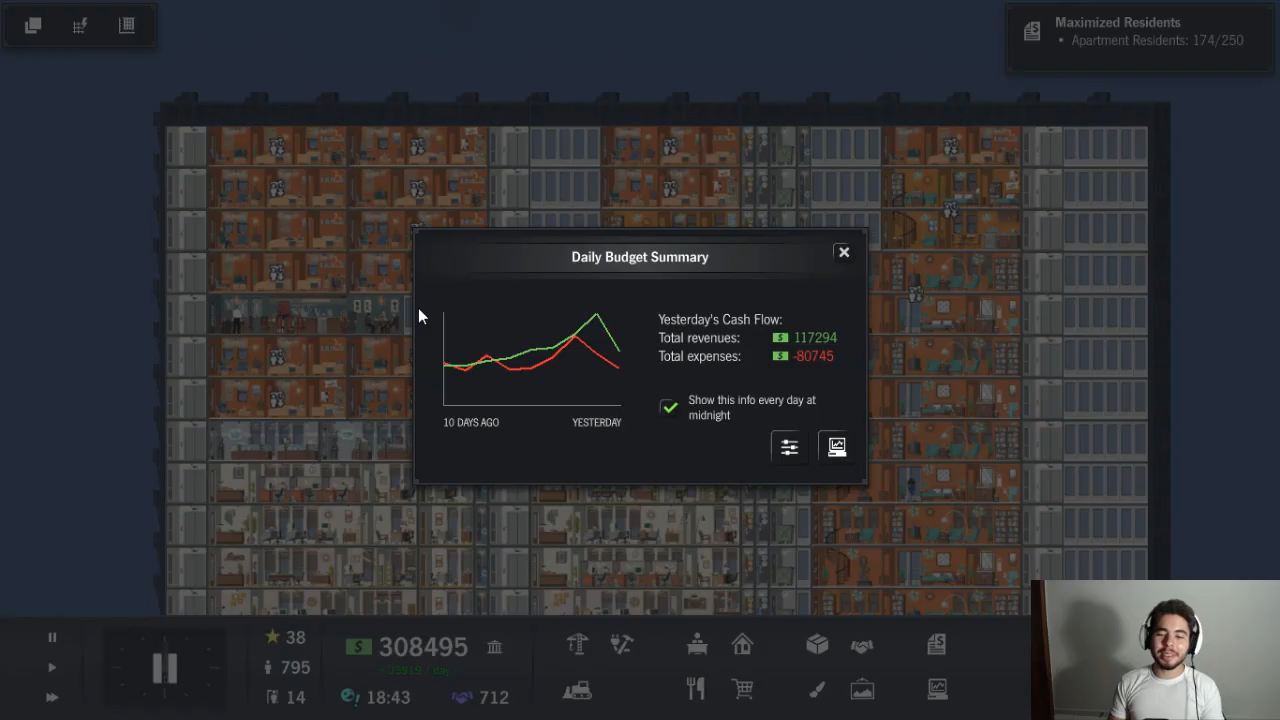 Maximized Residents
• Apartment Residents: 174/250
Daily Budget Summary
Yesterday's Cash Flow:
Total revenues: $ 117294
Total expenses: $ -80745
10 DAYS AGO
YESTERDAY
Show this info every day at
midnight
38
$ 308495
795
14
18:43
712